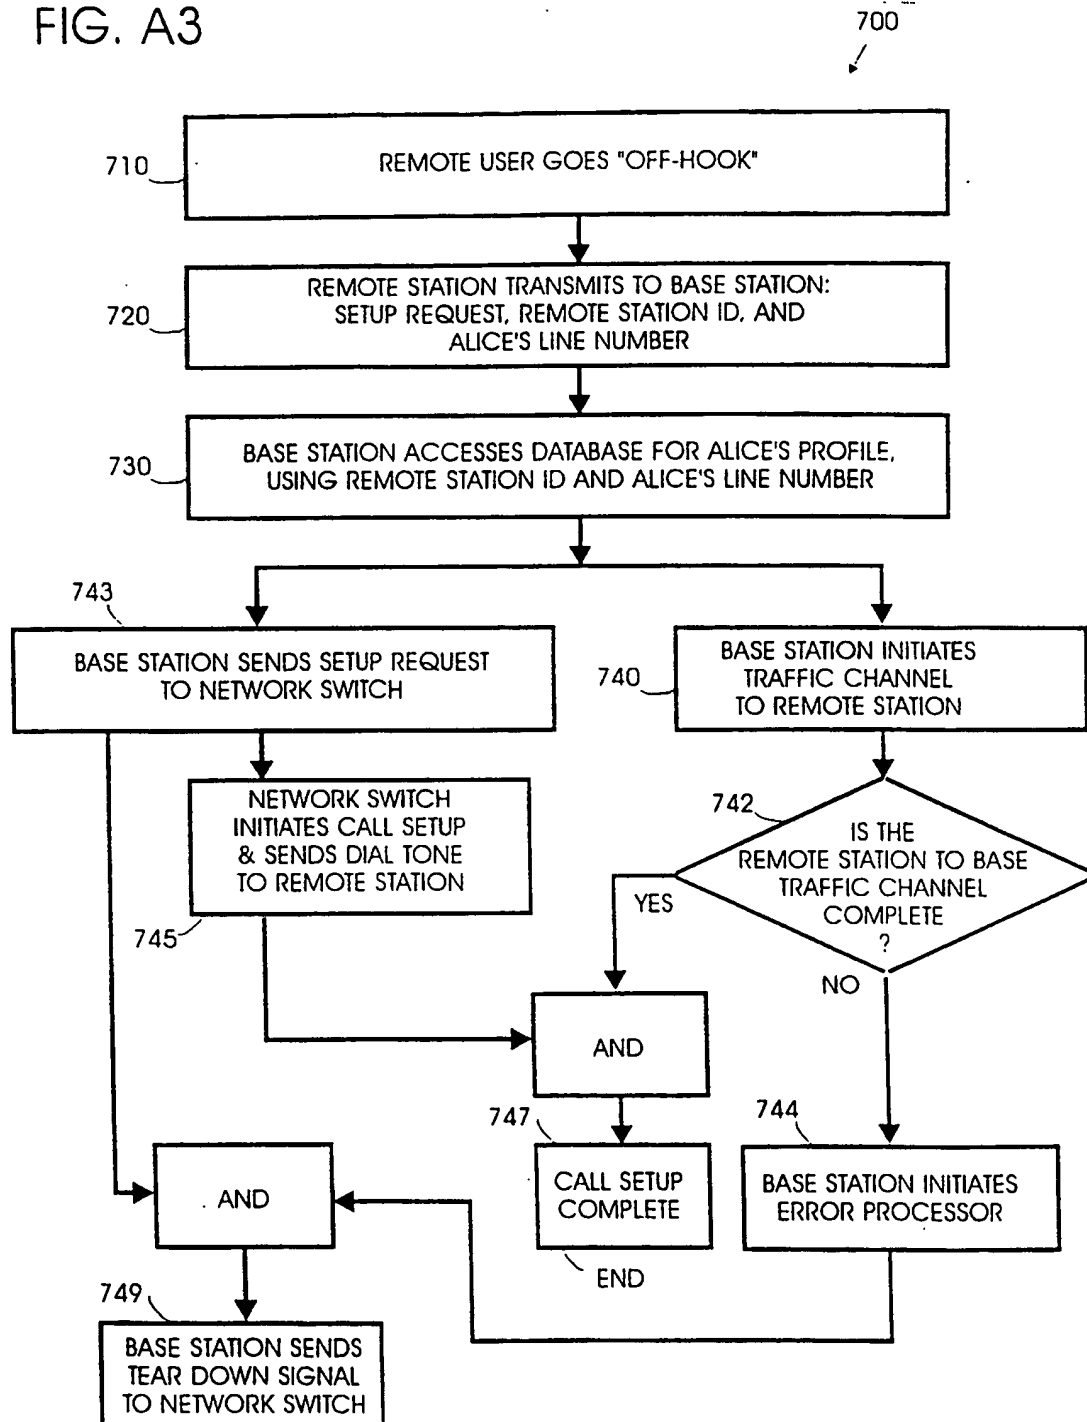 FIG. A3
700
710
REMOTE USER GOES "OFF-HOOK"
720
REMOTE STATION TRANSMITS TO BASE STATION:
SETUP REQUEST, REMOTE STATION ID, AND
ALICE'S LINE NUMBER
730
BASE STATION ACCESSES DATABASE FOR ALICE'S PROFILE,
USING REMOTE STATION ID AND ALICE'S LINE NUMBER
743
BASE STATION SENDS SETUP REQUEST
TO NETWORK SWITCH
740
BASE STATION INITIATES
TRAFFIC CHANNEL
TO REMOTE STATION
NETWORK SWITCH
INITIATES CALL SETUP
& SENDS DIAL TONE
TO REMOTE STATION
745
742
IS THE
REMOTE STATION TO BASE
TRAFFIC CHANNEL
COMPLETE
?
YES
NO
AND
747
CALL SETUP
COMPLETE
END
744
BASE STATION INITIATES
ERROR PROCESSOR
AND
749
BASE STATION SENDS
TEAR DOWN SIGNAL
TO NETWORK SWITCH